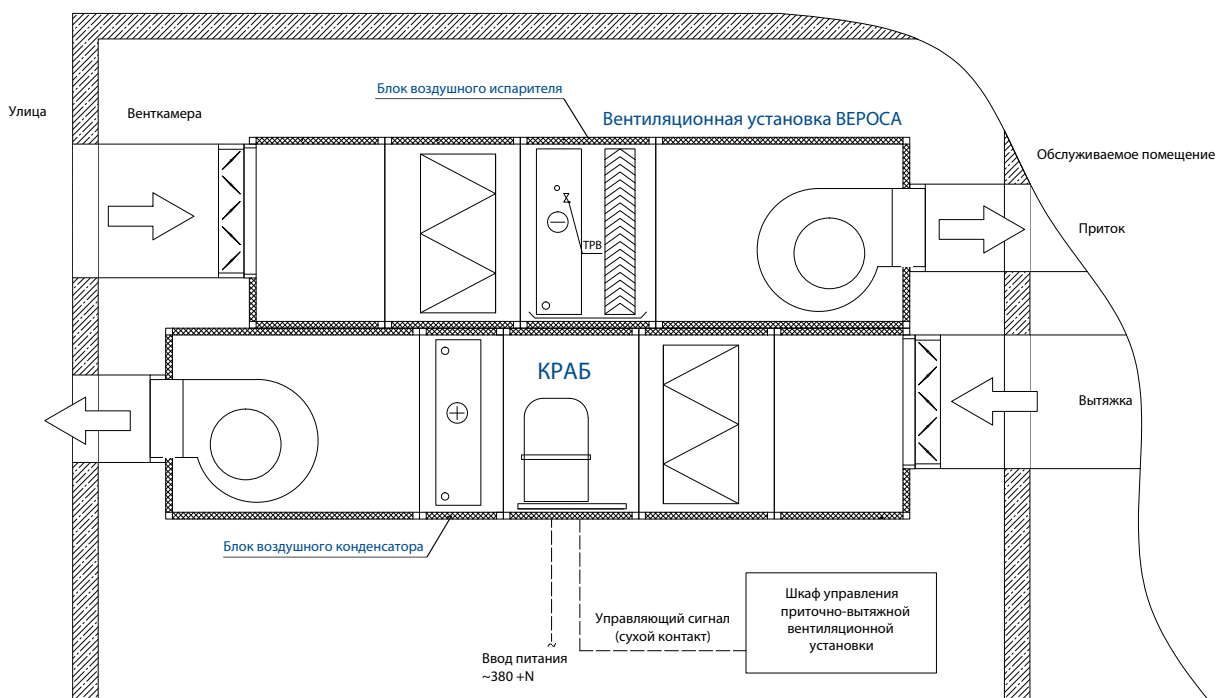 Блок воздушного испарителя
Вентиляционная установка ВЕРОСА
Улица
Венткамера
Обслуживаемое помещение
ТРВ
Приток
КРАБ
Вытяжка
Блок воздушного конденсатора
Шкаф управления
приточно-вытяжной
вентиляционной
установки
Управляющий сигнал
(сухой контакт)
~
Ввод питания
~380 +N